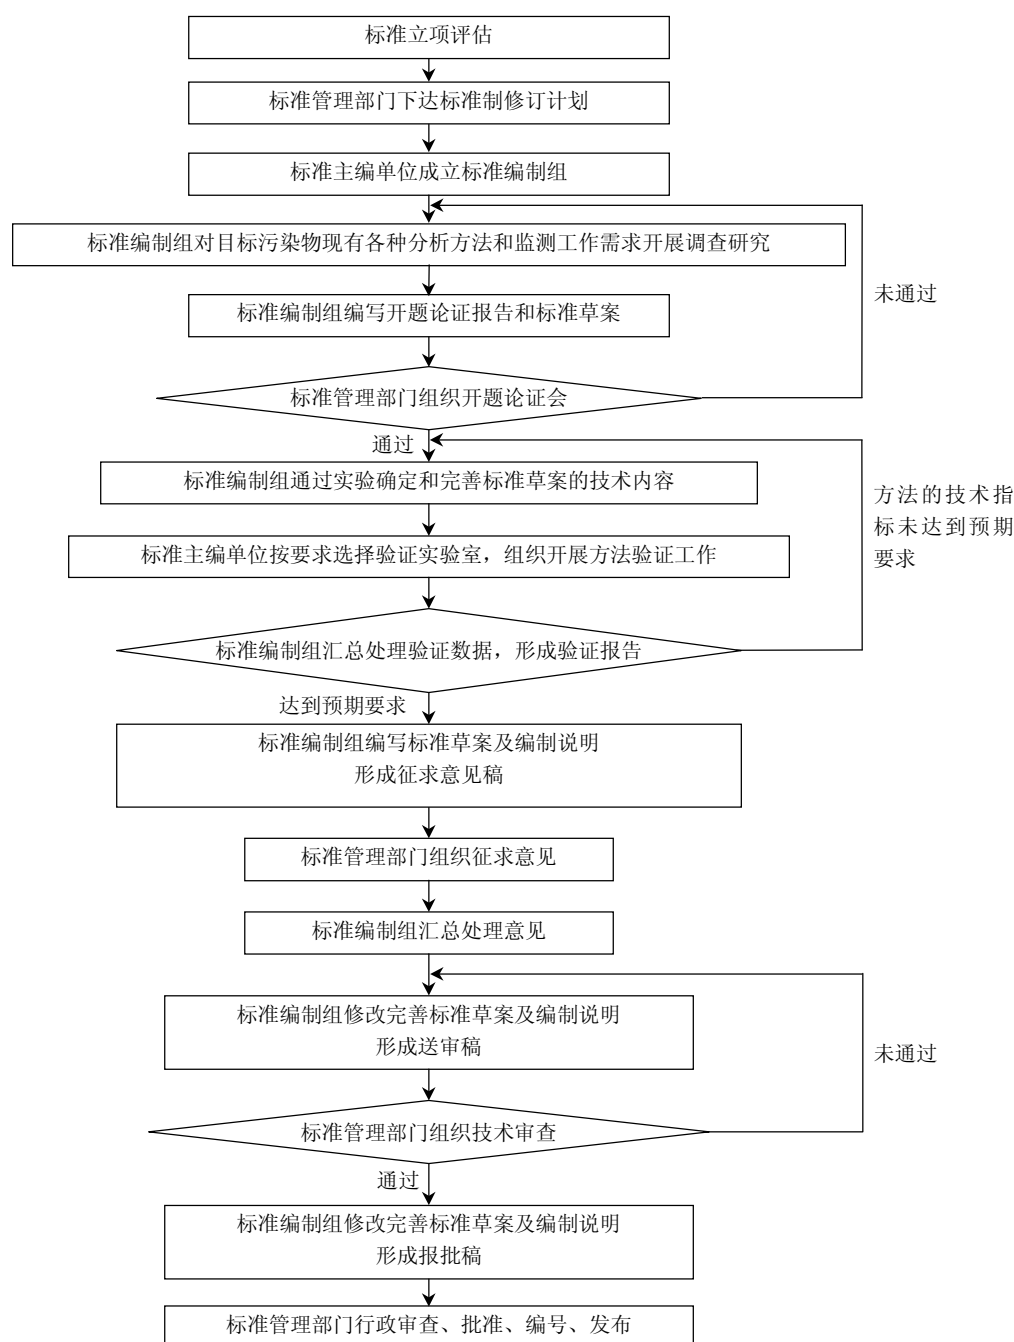 标准立项评估
标准管理部门下达标准制修订计划
标准主编单位成立标准编制组
标准编制组对目标污染物现有各种分析方法和监测工作需求开展调查研究
未通过
标准编制组编写开题论证报告和标准草案
标准管理部门组织开题论证会
通过
标准编制组通过实验确定和完善标准草案的技术内容
方法的技术指
标未达到预期
要求
标准主编单位按要求选择验证实验室，组织开展方法验证工作
标准编制组汇总处理验证数据，形成验证报告
达到预期要求
标准编制组编写标准草案及编制说明
形成征求意见稿
标准管理部门组织征求意见
标准编制组汇总处理意见
标准编制组修改完善标准草案及编制说明
形成送审稿
未通过
标准管理部门组织技术审查
通过
标准编制组修改完善标准草案及编制说明
形成报批稿
标准管理部门行政审查、批准、编号、发布